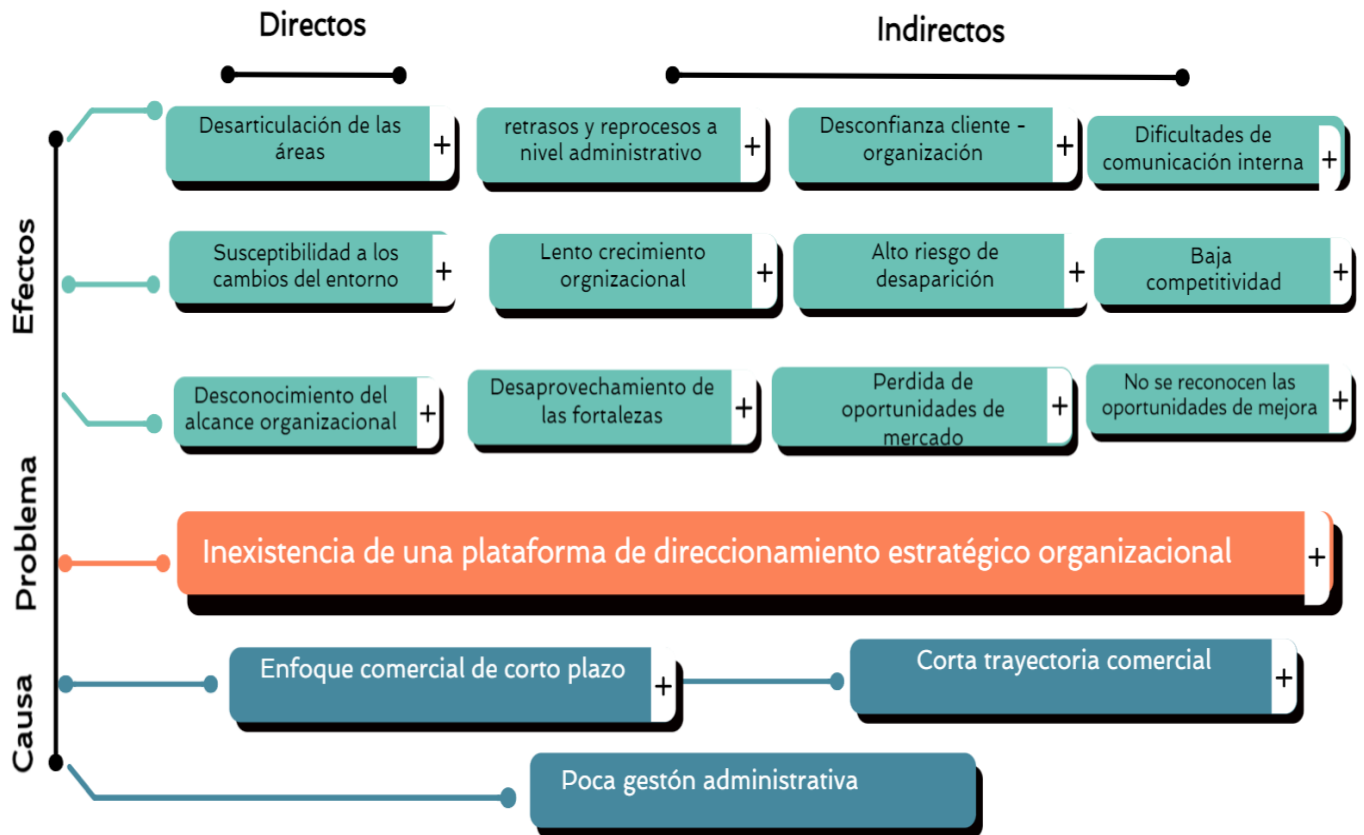 Directos
Indirectos
Desarticulación de las
áreas
+
retrasos y reprocesos a
nivel administrativo
+
Desconfianza cliente -
organización
+
Dificultades de
comunicación interna
+
Efectos
Susceptibilidad a los
cambios del entorno
+
Lento crecimiento
orgnizacional
+
Alto riesgo de
desaparición
+
Baja
competitividad
+
Desconocimiento del
alcance organizacional
+
Desaprovechamiento de
las fortalezas
+
Perdida de
oportunidades de
mercado
+
No se reconocen las
oportunidades de mejora
+
Problema
Inexistencia de una plataforma de direccionamiento estratégico organizacional
+
Causa
Enfoque comercial de corto plazo
+
Corta trayectoria comercial
+
Poca gestón administrativa